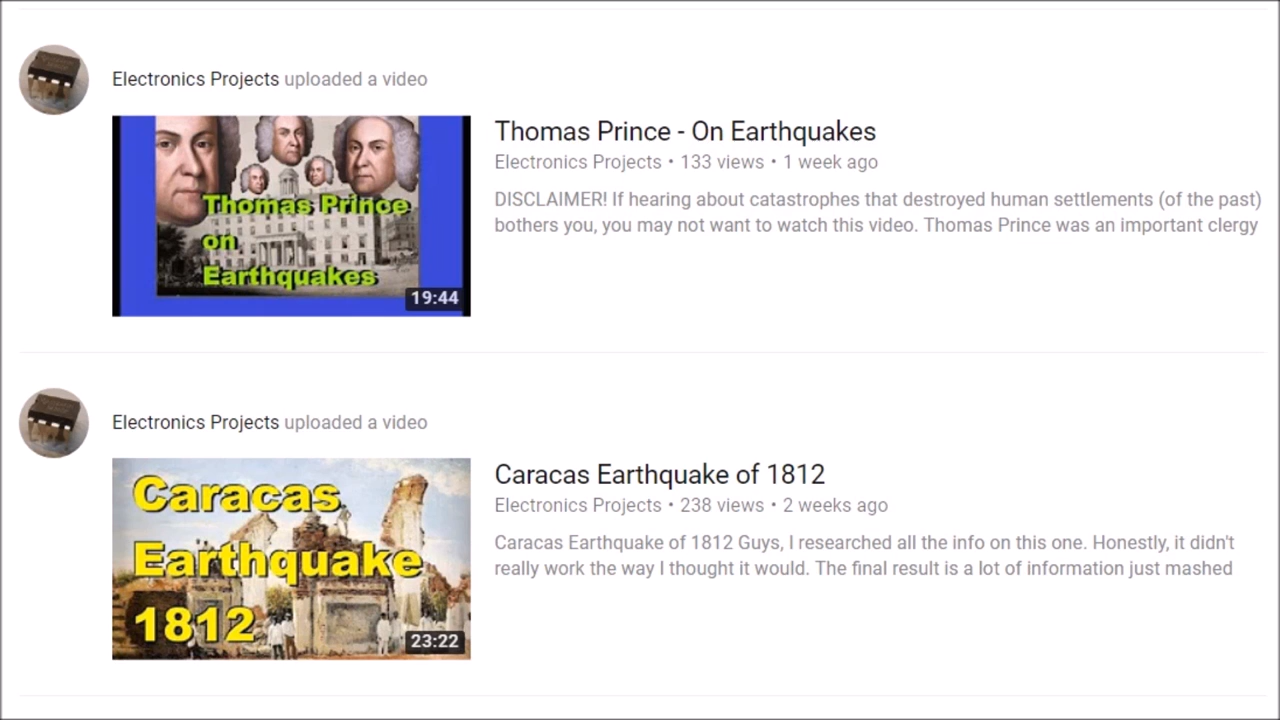 Electronics Projects uploaded a video
Thomas Prince
on
Earthquakes
19:44
Thomas Prince - On Earthquakes
Electronics Projects • 133 views • 1 week ago
DISCLAIMER! If hearing about catastrophes that destroyed human settlements (of the past)
bothers you, you may not want to watch this video. Thomas Prince was an important clergy
Electronics Projects uploaded a video
Caracas
Earthquake
1812
23:22
Caracas Earthquake of 1812
Electronics Projects • 238 views • 2 weeks ago
Caracas Earthquake of 1812 Guys, I researched all the info on this one. Honestly, it didn't
really work the way I thought it would. The final result is a lot of information just mashed